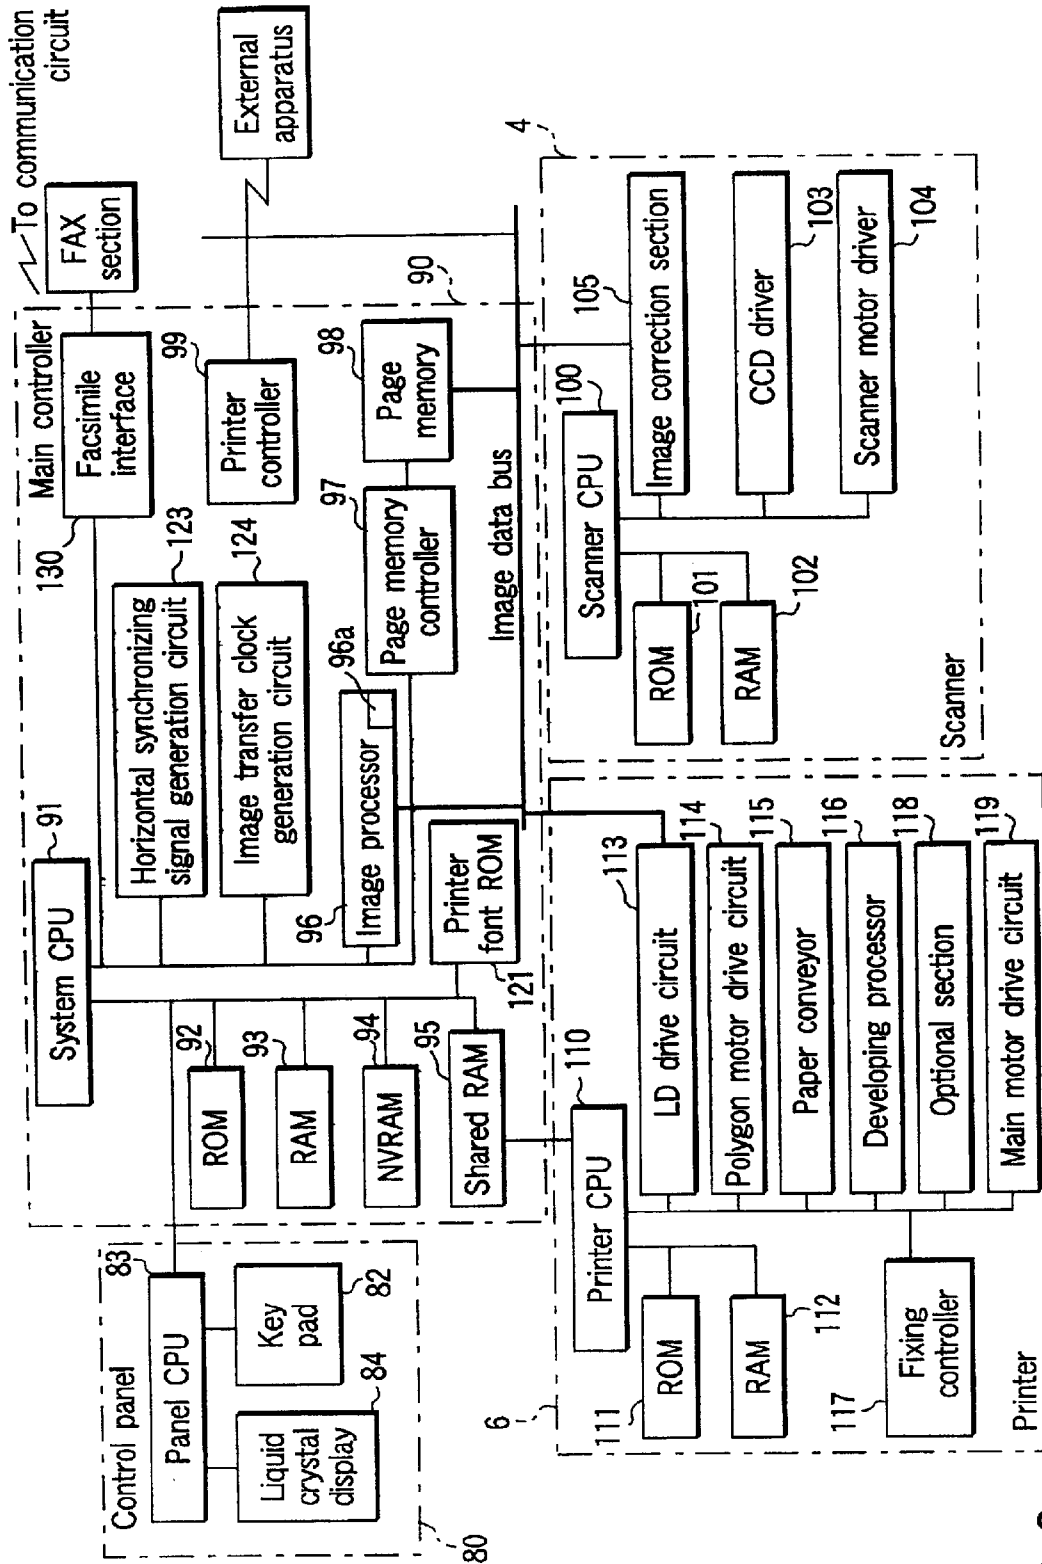 Control panel
83
Panel CPU
Liquid
crystal
display
84
Key
pad
82
80
Main controller
System CPU
91
ROM
92
RAM
93
NVRAM
94
Shared RAM
95
Printer
font ROM
121
Horizontal synchronizing
signal generation circuit
123
Image transfer clock
generation circuit
124
Image processor
96
96a
Page memory
controller
97
Page
memory
98
Printer
controller
99
Facsimile
interface
130
90
FAX
section
To communication
circuit
External
apparatus
Image data bus
Printer CPU
110
ROM
111
RAM
112
Fixing
controller
117
LD drive circuit
113
Polygon motor drive circuit
114
Paper conveyor
115
Developing processor
116
Optional section
118
Main motor drive circuit
119
6
Printer
Scanner CPU
100
ROM
101
RAM
102
Image correction section
105
CCD driver
103
Scanner motor driver
104
4
Scanner